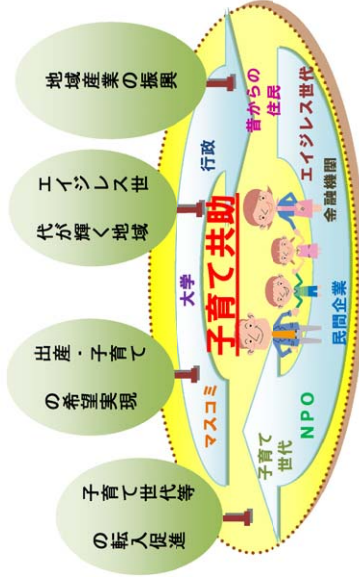 子育て世代等
の転入促進
出産・子育て
の希望実現
エイジレス世
代が輝く地域
地域産業の振興
マスコミ
大学
行政
子育て共助
昔からの
住民
子育て
世代
NPO
民間企業
金融機関
エイジレス世代